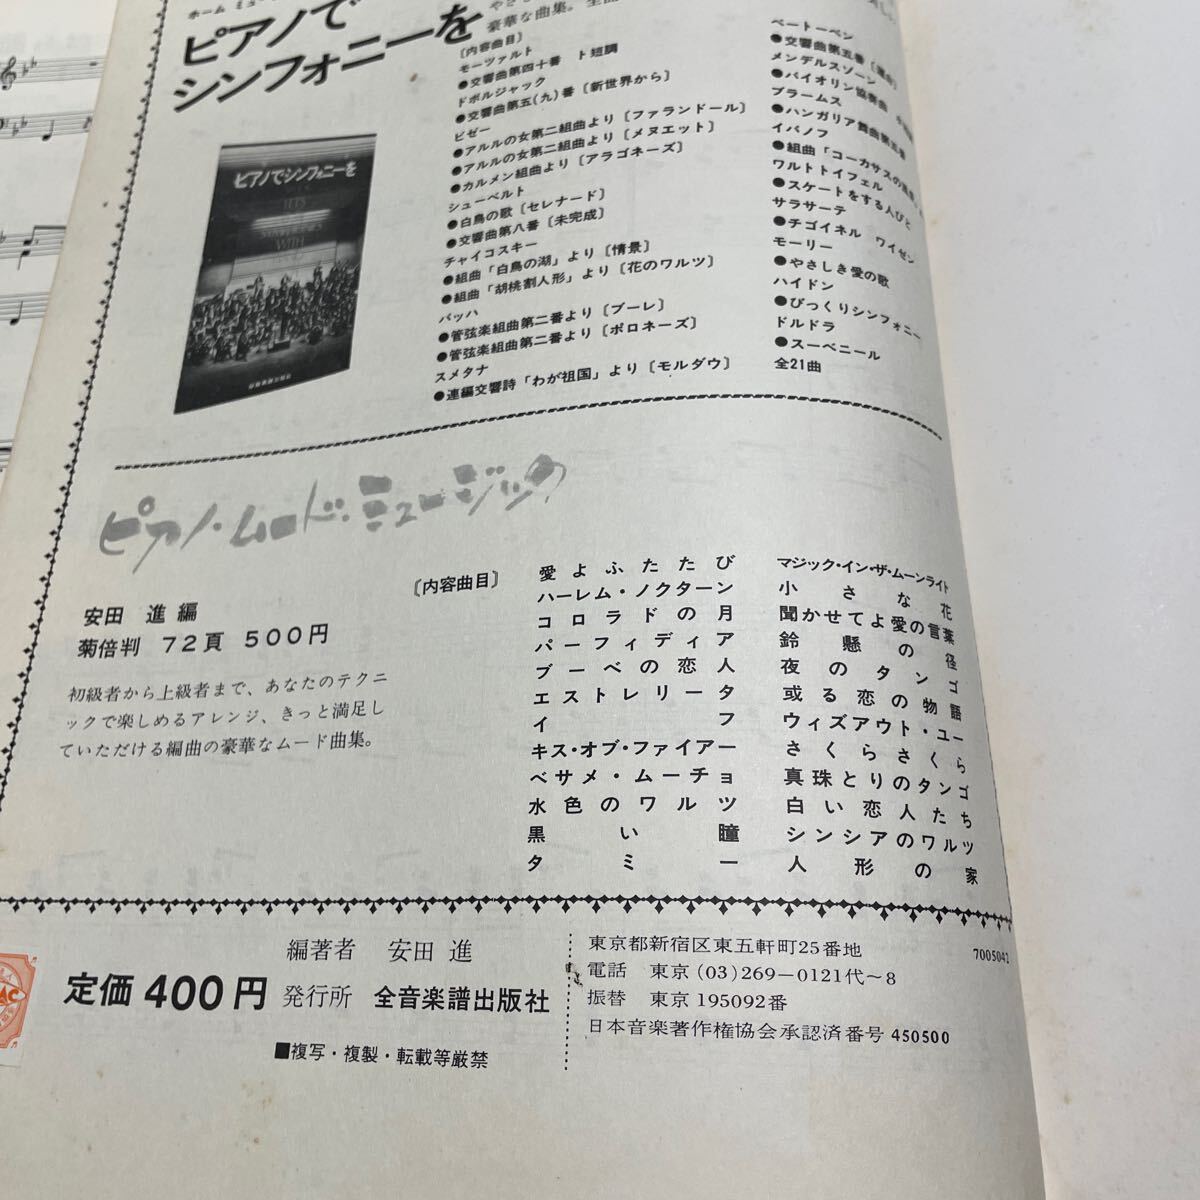 ピアノで
シンフォニーを
豪華な曲集。
〔内容曲目〕
モーツァルト
●交響曲第四十番 ト短調
ドボルジャック
●交響曲第五(九)番〔新世界から〕
ビゼー
●アルルの女第二組曲より〔ファランドール〕
●アルルの女第二組曲より〔メヌエット〕
●カルメン組曲より〔アラゴネーズ〕
シューベルト
●白鳥の歌〔セレナード〕
●交響曲第八番〔未完成〕
チャイコスキー
●組曲「白鳥の湖」より〔情景〕
●組曲「胡桃割人形」より〔花のワルツ〕
バッハ
●管弦楽組曲第二番より〔ブーレ〕
●管弦楽組曲第二番より〔ポロネーズ〕
スメタナ
●連編交響詩「わが祖国」より〔モルダウ〕
ベートーベン
●交響曲第五番〔運命〕
メンデルスゾーン
●バイオリン協奏曲
ブラームス
●ハンガリア舞曲第五番
イバノフ
●組曲「コーカサスの風景」
ワルトトイフェル
●スケートをする人びと
サラサーテ
●チゴイネル ワイゼン
モーリー
●やさしき愛の歌
ハイドン
●びっくりシンフォニー
ドルドラ
●スーベニール
全21曲
ピアノでシンフォニーを
ピアノ・ムード・ミュージック
安田 進 編
菊倍判 72頁 500円
初級者から上級者まで、あなたのテクニ
ックで楽しめるアレンジ、きっと満足し
ていただける編曲の豪華なムード曲集。
〔内容曲目〕
愛よふたたび
ハーレム・ノクターン
コロラドの月
パーフィディア
ブーベの恋人
エストレリータ
イフ
キス・オブ・ファイアー
ベサメ・ムーチョ
水色のワルツ
黒い瞳
タミー
マジック・イン・ザ・ムーンライト
小さな花
聞かせてよ愛の言葉
鈴懸の径
夜のタンゴ
或る恋の物語
ウィズアウト・ユー
さくらさくら
真珠とりのタンゴ
白い恋人たち
シンシアのワルツ
人形の家
定価 400円
編著者 安田 進
発行所 全音楽譜出版社
■複写・複製・転載等厳禁
東京都新宿区東五軒町25番地
電話 東京 (03) 269-0121代〜8
振替 東京 195092番
日本音楽著作権協会承認済番号 450500
7005042